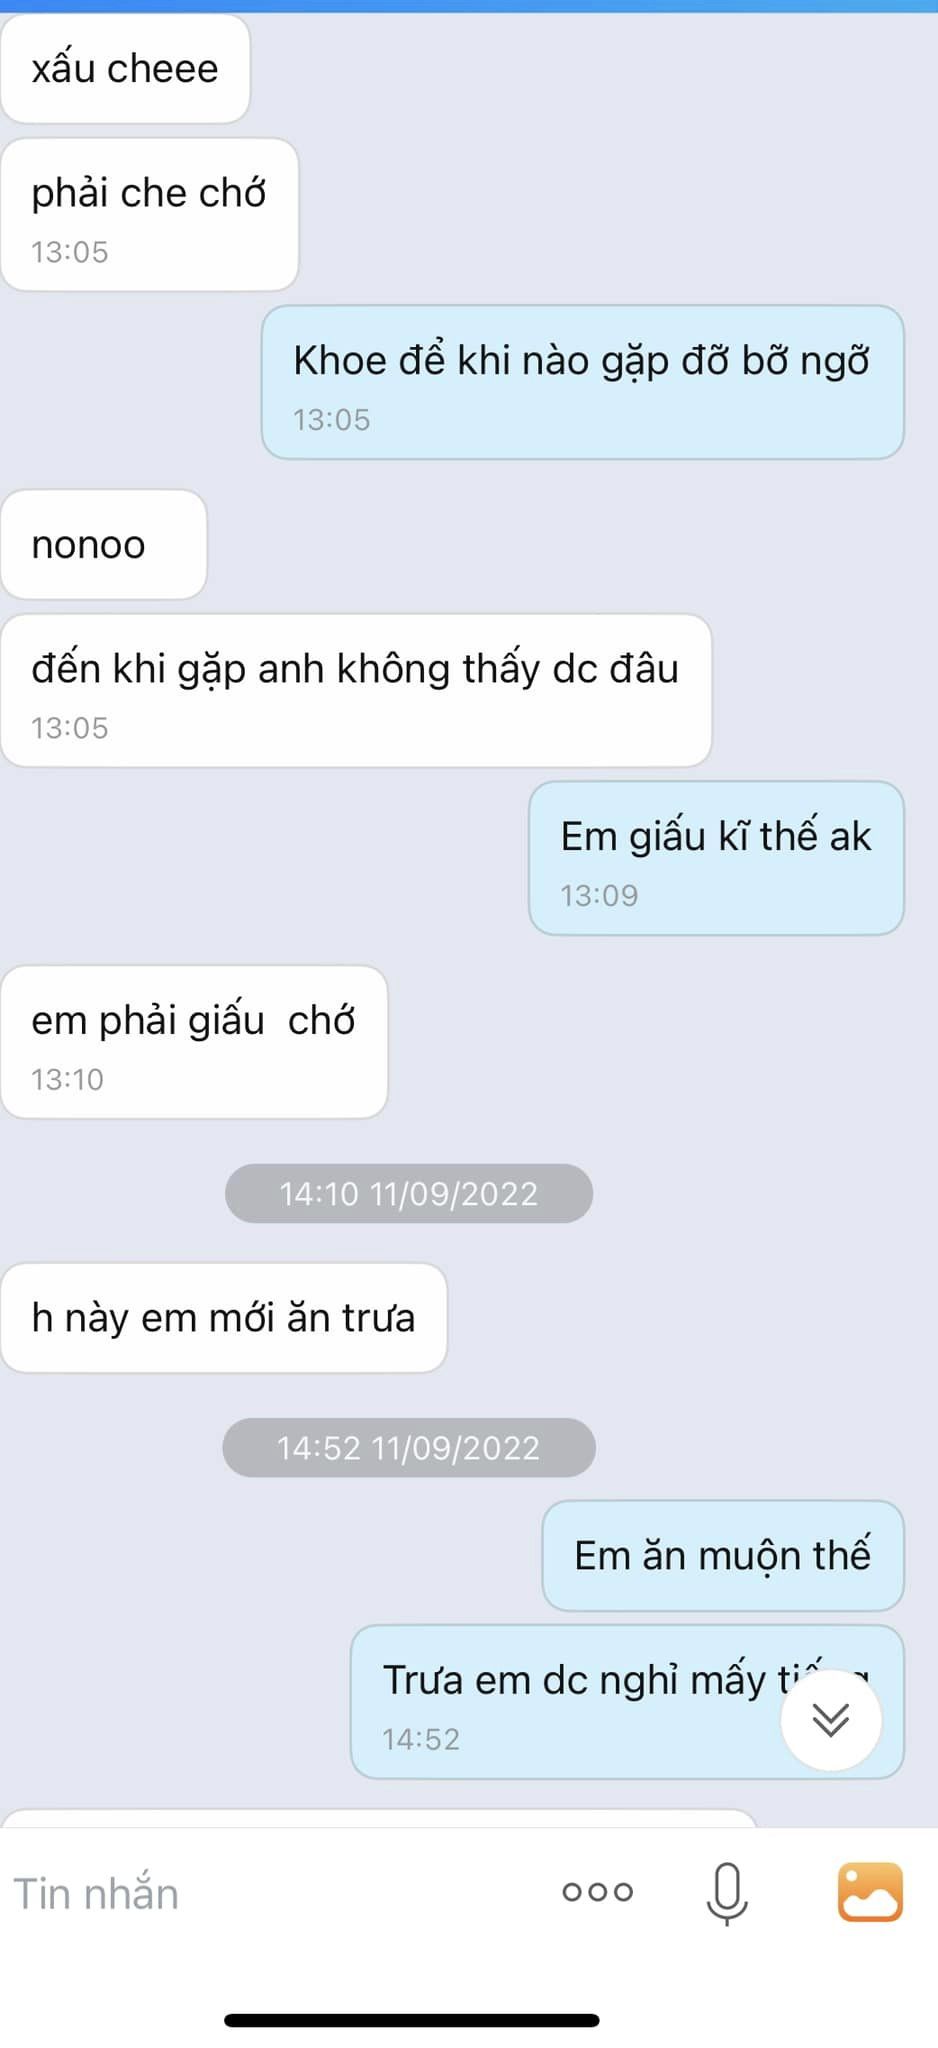 xấu cheee
phải che chớ
13:05
Khoe để khi nào gặp đỡ bỡ ngỡ
13:05
nonoo
đến khi gặp anh không thấy dc đâu
13:05
Em giấu kĩ thế ak
13:09
em phải giấu  chớ
13:10
14:10 11/09/2022
h này em mới ăn trưa
14:52 11/09/2022
Em ăn muộn thế
Trưa em dc nghỉ mấy
14:52
Tin nhắn